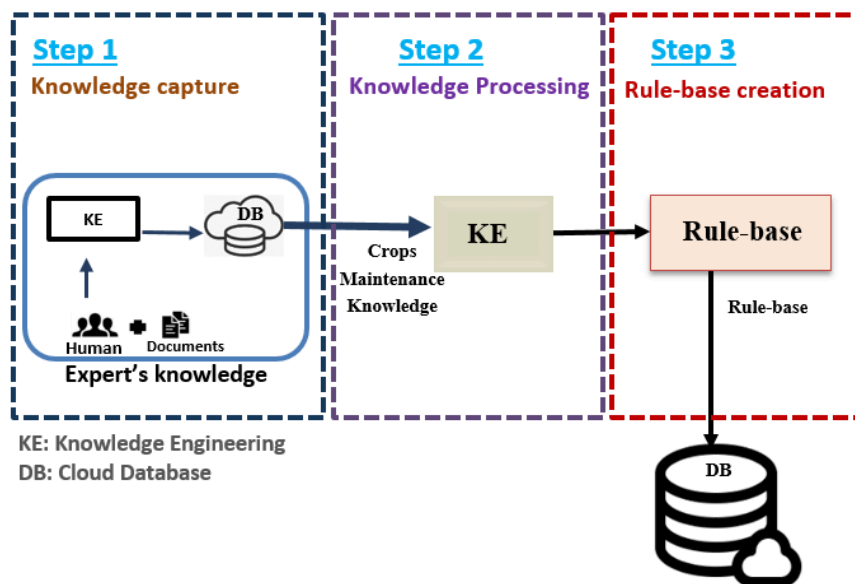 Step 1
Knowledge capture
KE
DB
Human
Documents
Expert's knowledge
Step 2
Knowledge Processing
Crops
Maintenance
Knowledge
KE
Step 3
Rule-base creation
Rule-base
Rule-base
DB
KE: Knowledge Engineering
DB: Cloud Database